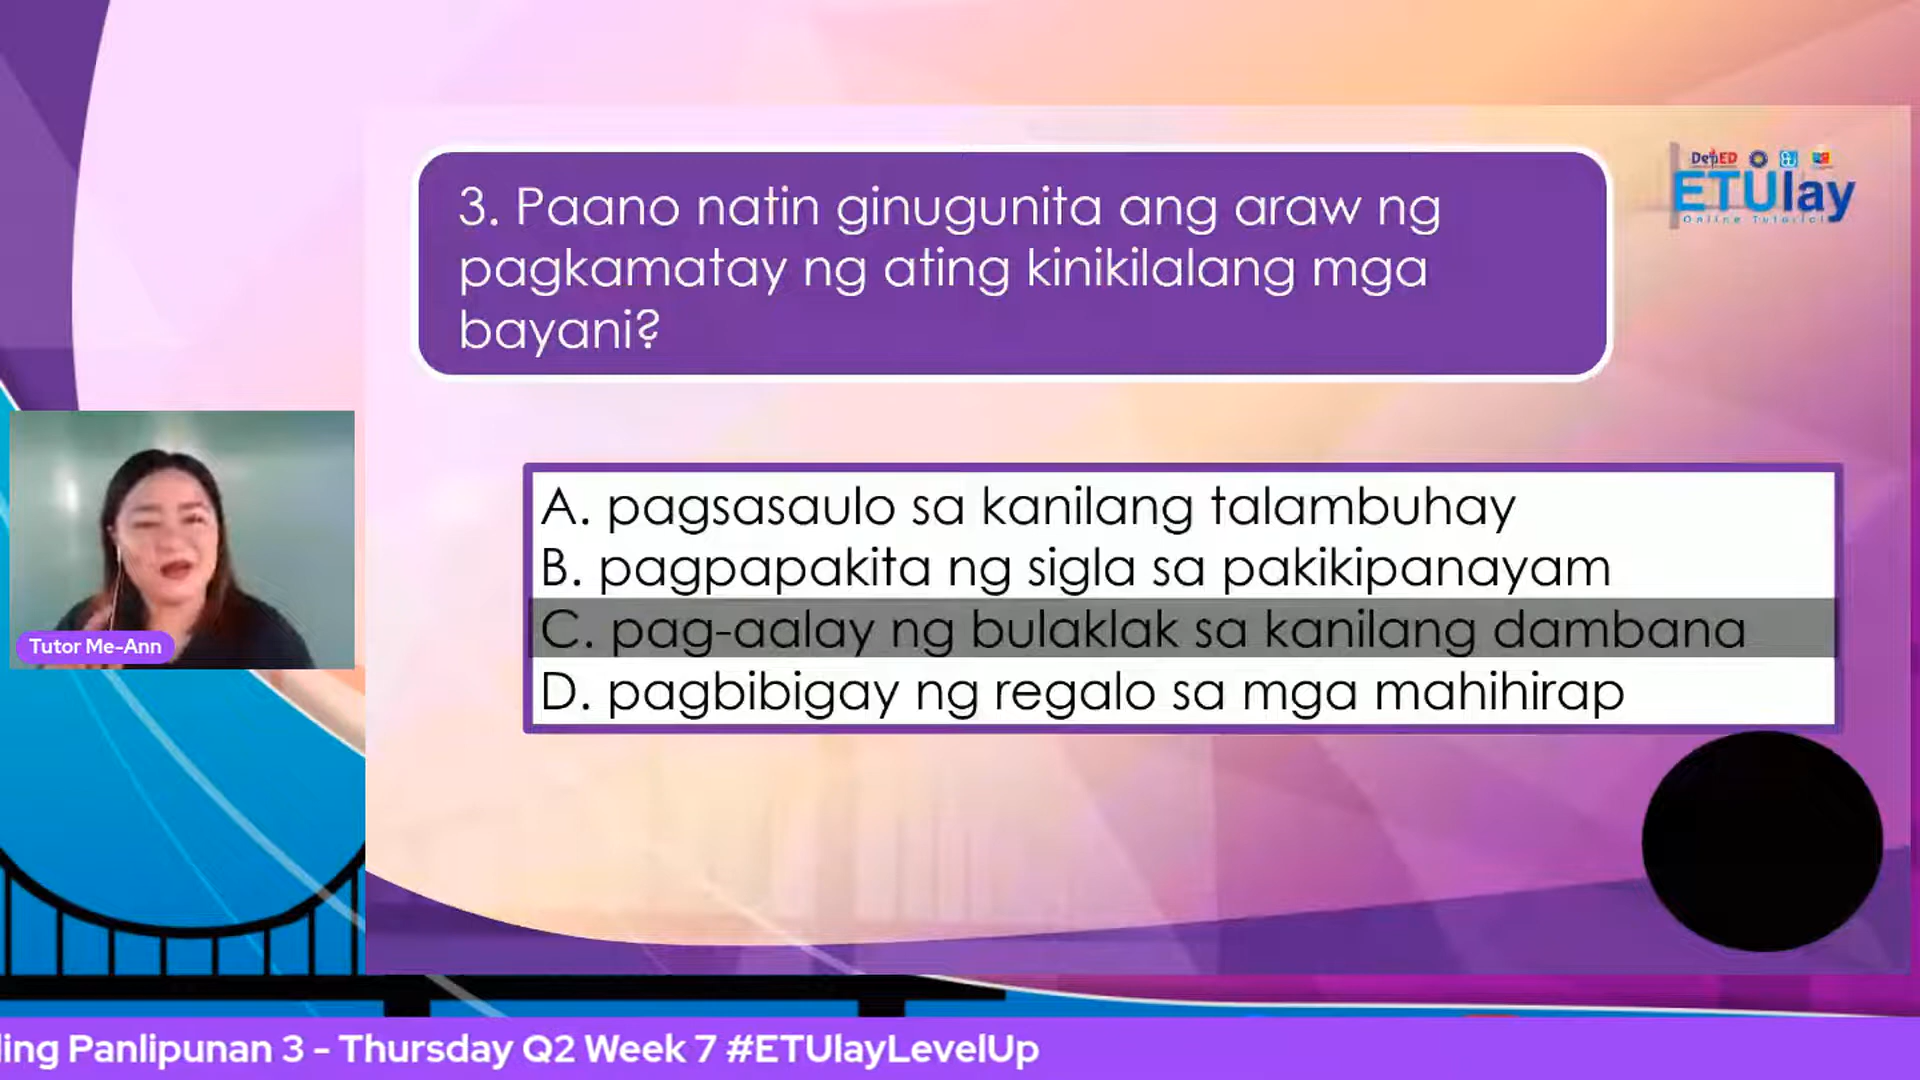 3. Paano natin ginugunita ang araw ng
pagkamatay ng ating kinikilalang mga
bayani?
DepED
ETUlay
Online Tutorial
A. pagsasaulo sa kanilang talambuhay
B. pagpapakita ng sigla sa pakikipanayam
C. pag-aalay ng bulaklak sa kanilang dambana
D. pagbibigay ng regalo sa mga mahihirap
Tutor Me-Ann
ling Panlipunan 3 - Thursday Q2 Week 7 #ETUlayLevelUp